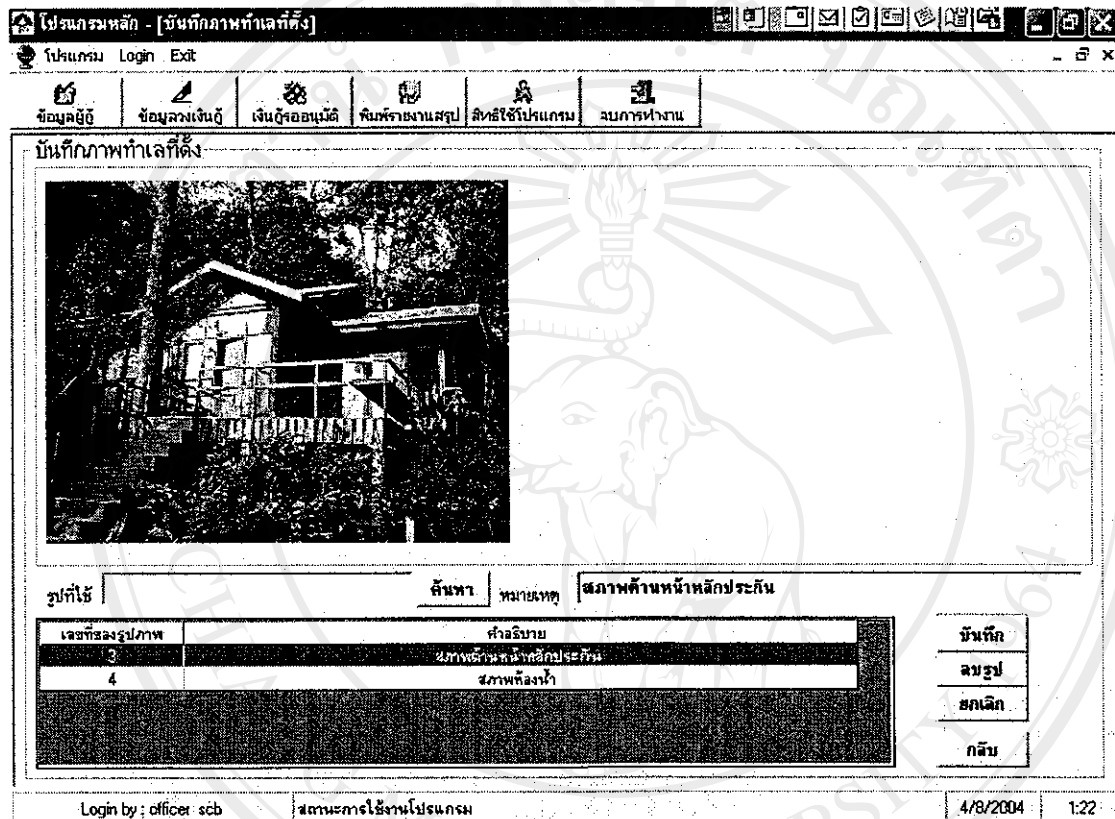 โปรแกรมหลัก - [บันทึกภาพทำเลที่ตั้ง]
โปรแกรม Login Exit
ข้อมูลผู้กู้ ข้อมูลวงเงินกู้ เงินกู้รออนุมัติ พิมพ์รายงานสรุป สิทธิใช้โปรแกรม จบการทำงาน
บันทึกภาพทำเลที่ตั้ง
รูปที่ใช้ ค้นหา หมายเหตุ สภาพด้านหน้าหลักประกัน
เลขที่ของรูปภาพ คำอธิบาย
3 สภาพด้านหน้าหลักประกัน
4 สภาพห้องน้ำ
บันทึก
ลบรูป
ยกเลิก
กลับ
Login by : officer scb สถานะการใช้งานโปรแกรม 4/8/2004 1:22